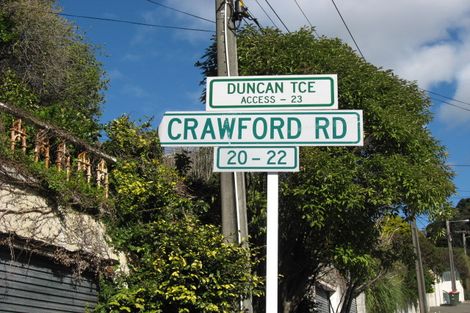 DUNCAN TCE
ACCESS - 23
CRAWFORD RD
20 - 22